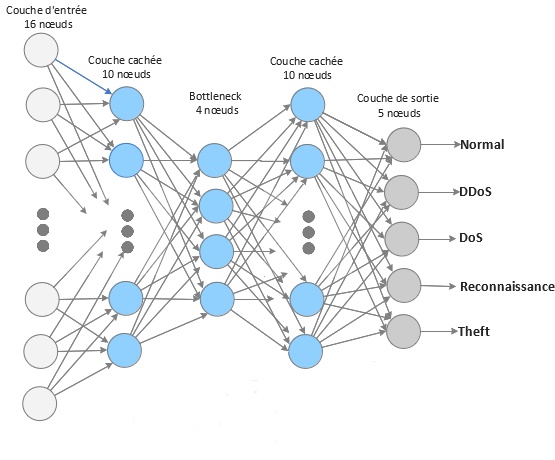 Couche d'entrée
16 nœuds
Couche cachée
10 nœuds
Bottleneck
4 nœuds
Couche cachée
10 nœuds
Couche de sortie
5 nœuds
Normal
DDoS
DoS
Reconnaissance
Theft